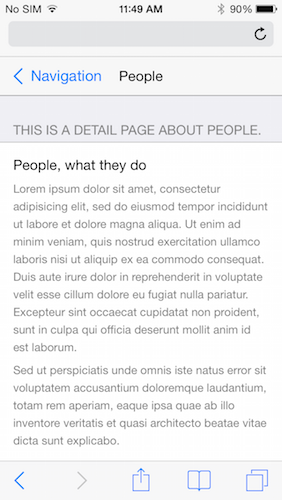 No SIM 11:49 AM 90%
Navigation People
THIS IS A DETAIL PAGE ABOUT PEOPLE.
People, what they do
Lorem ipsum dolor sit amet, consectetur
adipisicing elit, sed do eiusmod tempor incididunt
ut labore et dolore magna aliqua. Ut enim ad
minim veniam, quis nostrud exercitation ullamco
laboris nisi ut aliquip ex ea commodo consequat.
Duis aute irure dolor in reprehenderit in voluptate
velit esse cillum dolore eu fugiat nulla pariatur.
Excepteur sint occaecat cupidatat non proident,
sunt in culpa qui officia deserunt mollit anim id
est laborum.
Sed ut perspiciatis unde omnis iste natus error sit
voluptatem accusantium doloremque laudantium,
totam rem aperiam, eaque ipsa quae ab illo
inventore veritatis et quasi architecto beatae vitae
dicta sunt explicabo.